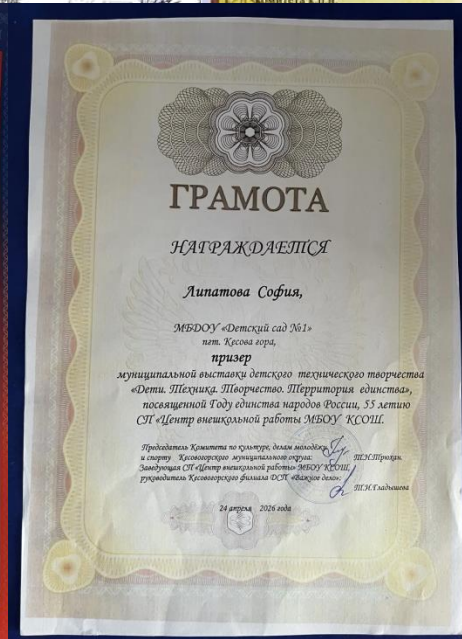 ГРАМОТА
НАГРАЖДАЕТСЯ
Липатова София,
МБДОУ «Детский сад №1»
пгт. Кесова гора,
призер
муниципальной выставки детского технического творчества
«Дети. Техника. Творчество. Территория единства»,
посвященной Году единства народов России, 55 летию
СП «Центр внешкольной работы МБОУ КСОШ.
Председатель Комитета по культуре, делам молодёжи
и спорту Кесовогорского муниципального округа: Т.Н.
Заведующая СП «Центр внешкольной работы» МБОУ КСОШ,
руководитель Кесовогорского филиала ДСП «Важное дело»:
Т.И.Гладышева
24 апреля 2026 года